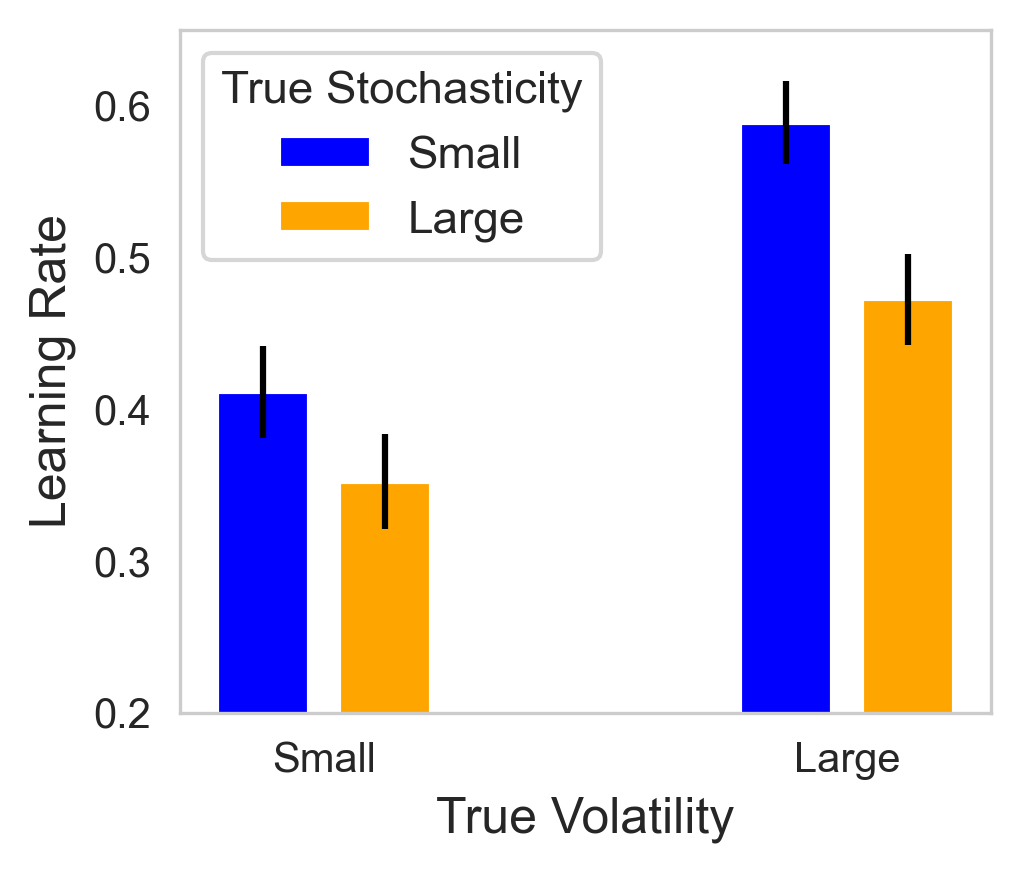 True Stochasticity
Small
Large
Learning Rate
0.6
0.5
0.4
0.3
0.2
Small
Large
True Volatility